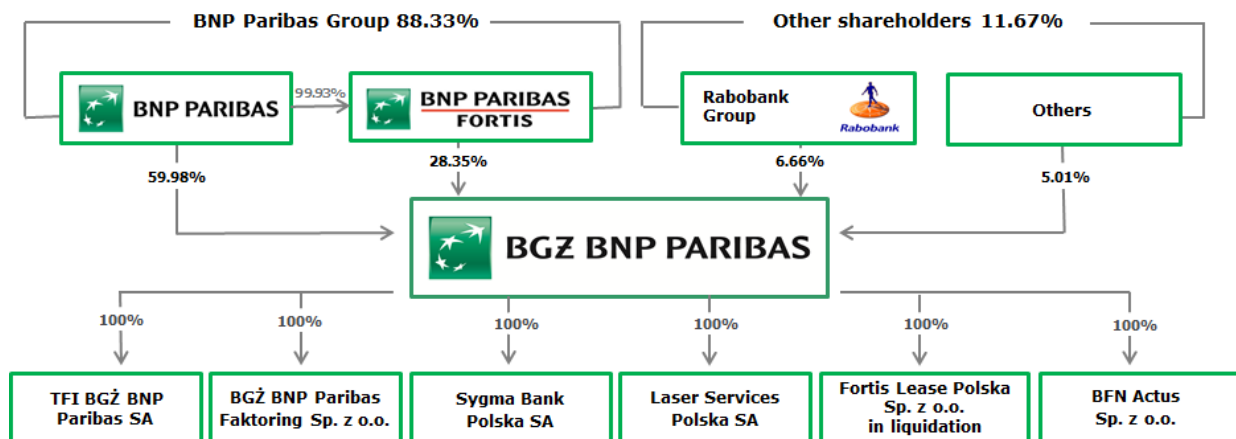 BNP Paribas Group 88.33%
Other shareholders 11.67%
BNP PARIBAS
99.93%
BNP PARIBAS
FORTIS
Rabobank
Group
Rabobank
Others
59.98%
28.35%
6.66%
5.01%
BGŻ BNP PARIBAS
100%
100%
100%
100%
100%
100%
TFI BGŻ BNP
Paribas SA
BGŻ BNP Paribas
Faktoring Sp. z o.o.
Sygma Bank
Polska SA
Laser Services
Polska SA
Fortis Lease Polska
Sp. z o.o.
in liquidation
BFN Actus
Sp. z o.o.